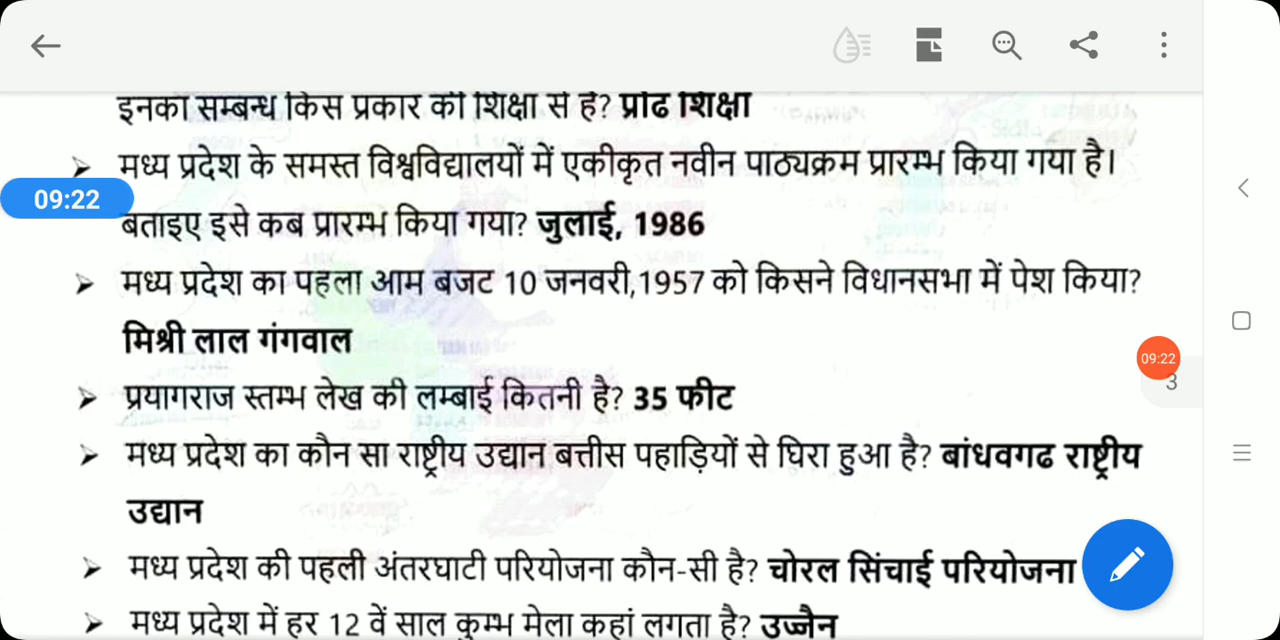 इनका सम्बन्ध किस प्रकार की शिक्षा से है? प्रौढ शिक्षा
➢ मध्य प्रदेश के समस्त विश्वविद्यालयों में एकीकृत नवीन पाठ्यक्रम प्रारम्भ किया गया है।
09:22
बताइए इसे कब प्रारम्भ किया गया? जुलाई, 1986
➢ मध्य प्रदेश का पहला आम बजट 10 जनवरी,1957 को किसने विधानसभा में पेश किया?
मिश्री लाल गंगवाल
09:22
3
➢ प्रयागराज स्तम्भ लेख की लम्बाई कितनी है? 35 फीट
➢ मध्य प्रदेश का कौन सा राष्ट्रीय उद्यान बत्तीस पहाड़ियों से घिरा हुआ है? बांधवगढ राष्ट्रीय
उद्यान
➢ मध्य प्रदेश की पहली अंतरघाटी परियोजना कौन-सी है? चोरल सिंचाई परियोजना
➢ मध्य प्रदेश में हर 12 वें साल कुम्भ मेला कहां लगता है? उज्जैन